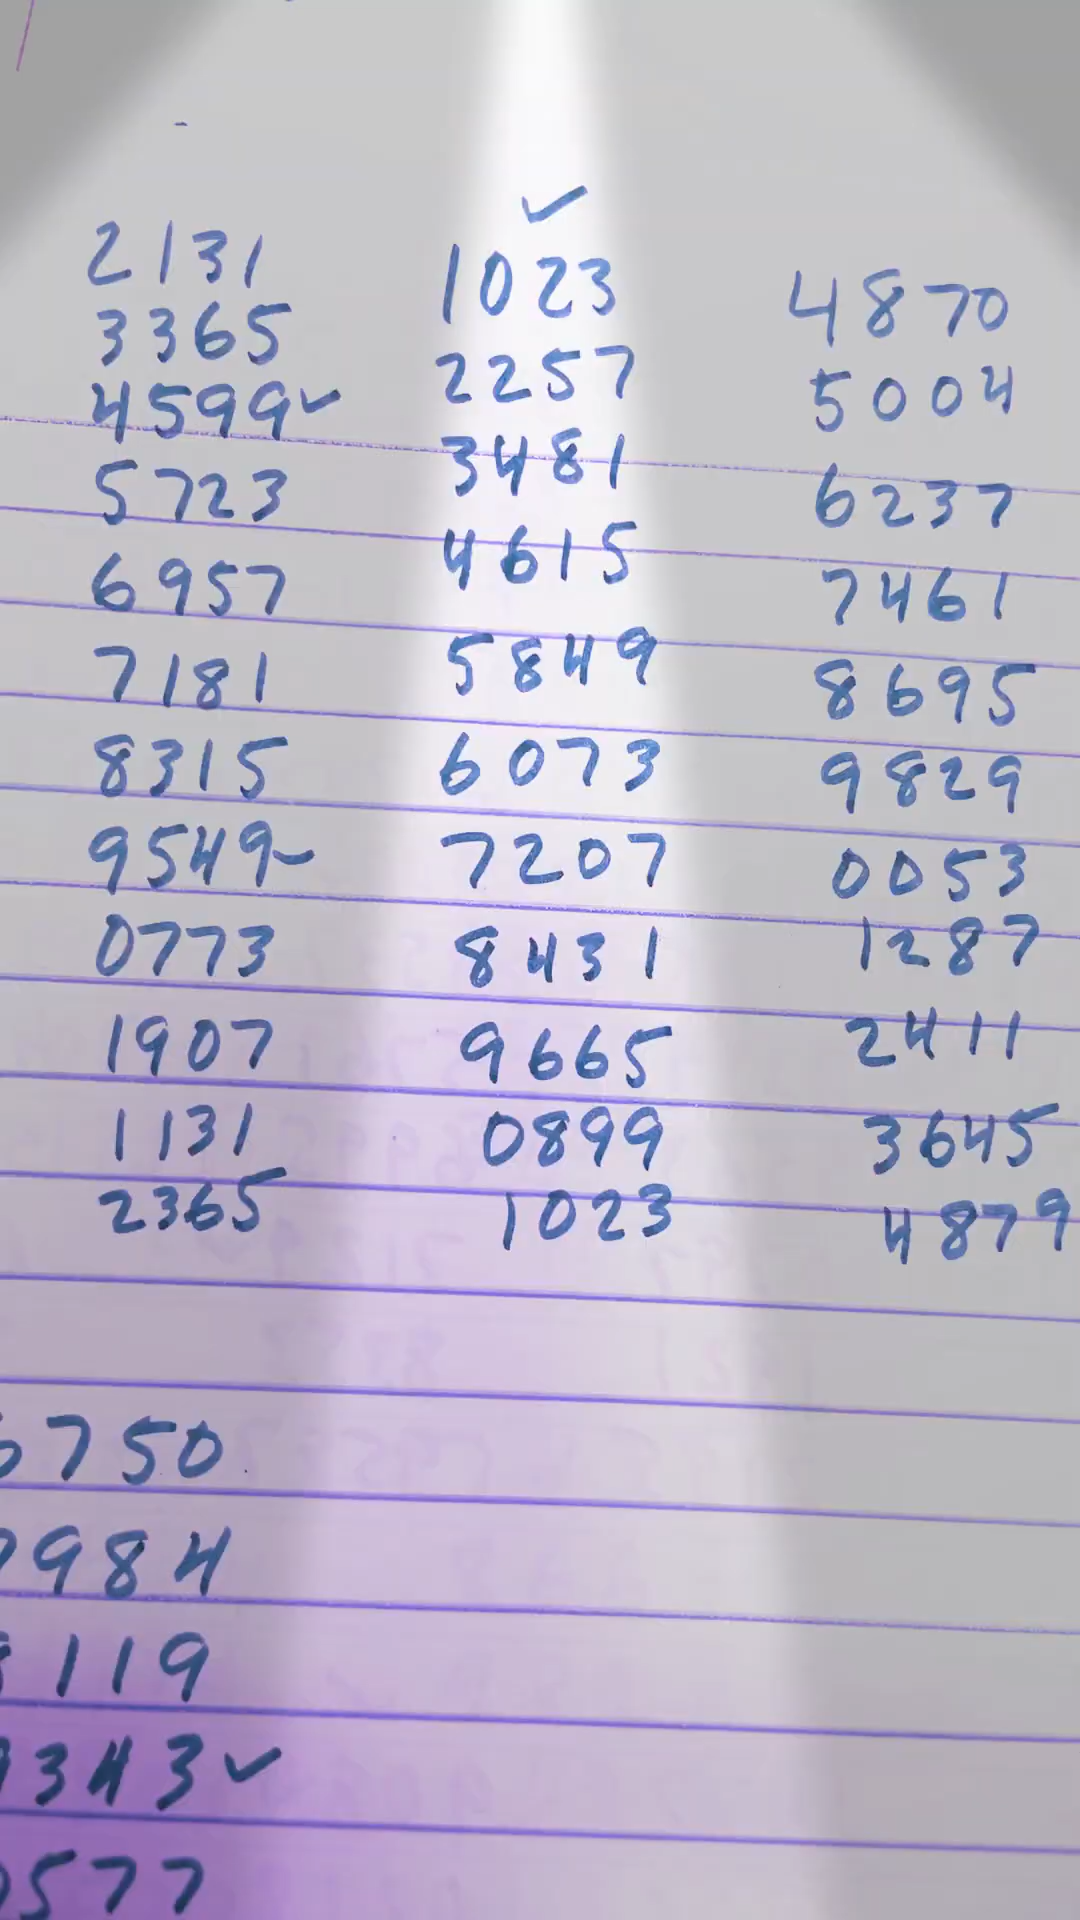 ✓
2131 1023 4870
3365 2257 5004
4599✓ 3481 6237
5723 4615 7461
6957 5849 8695
7181 6073 9829
8315 7207 0053
9549✓ 8431 1287
0773 9665 2411
1907 0899 3645
1131 1023 4879
2365
6750
984
119
343✓
577